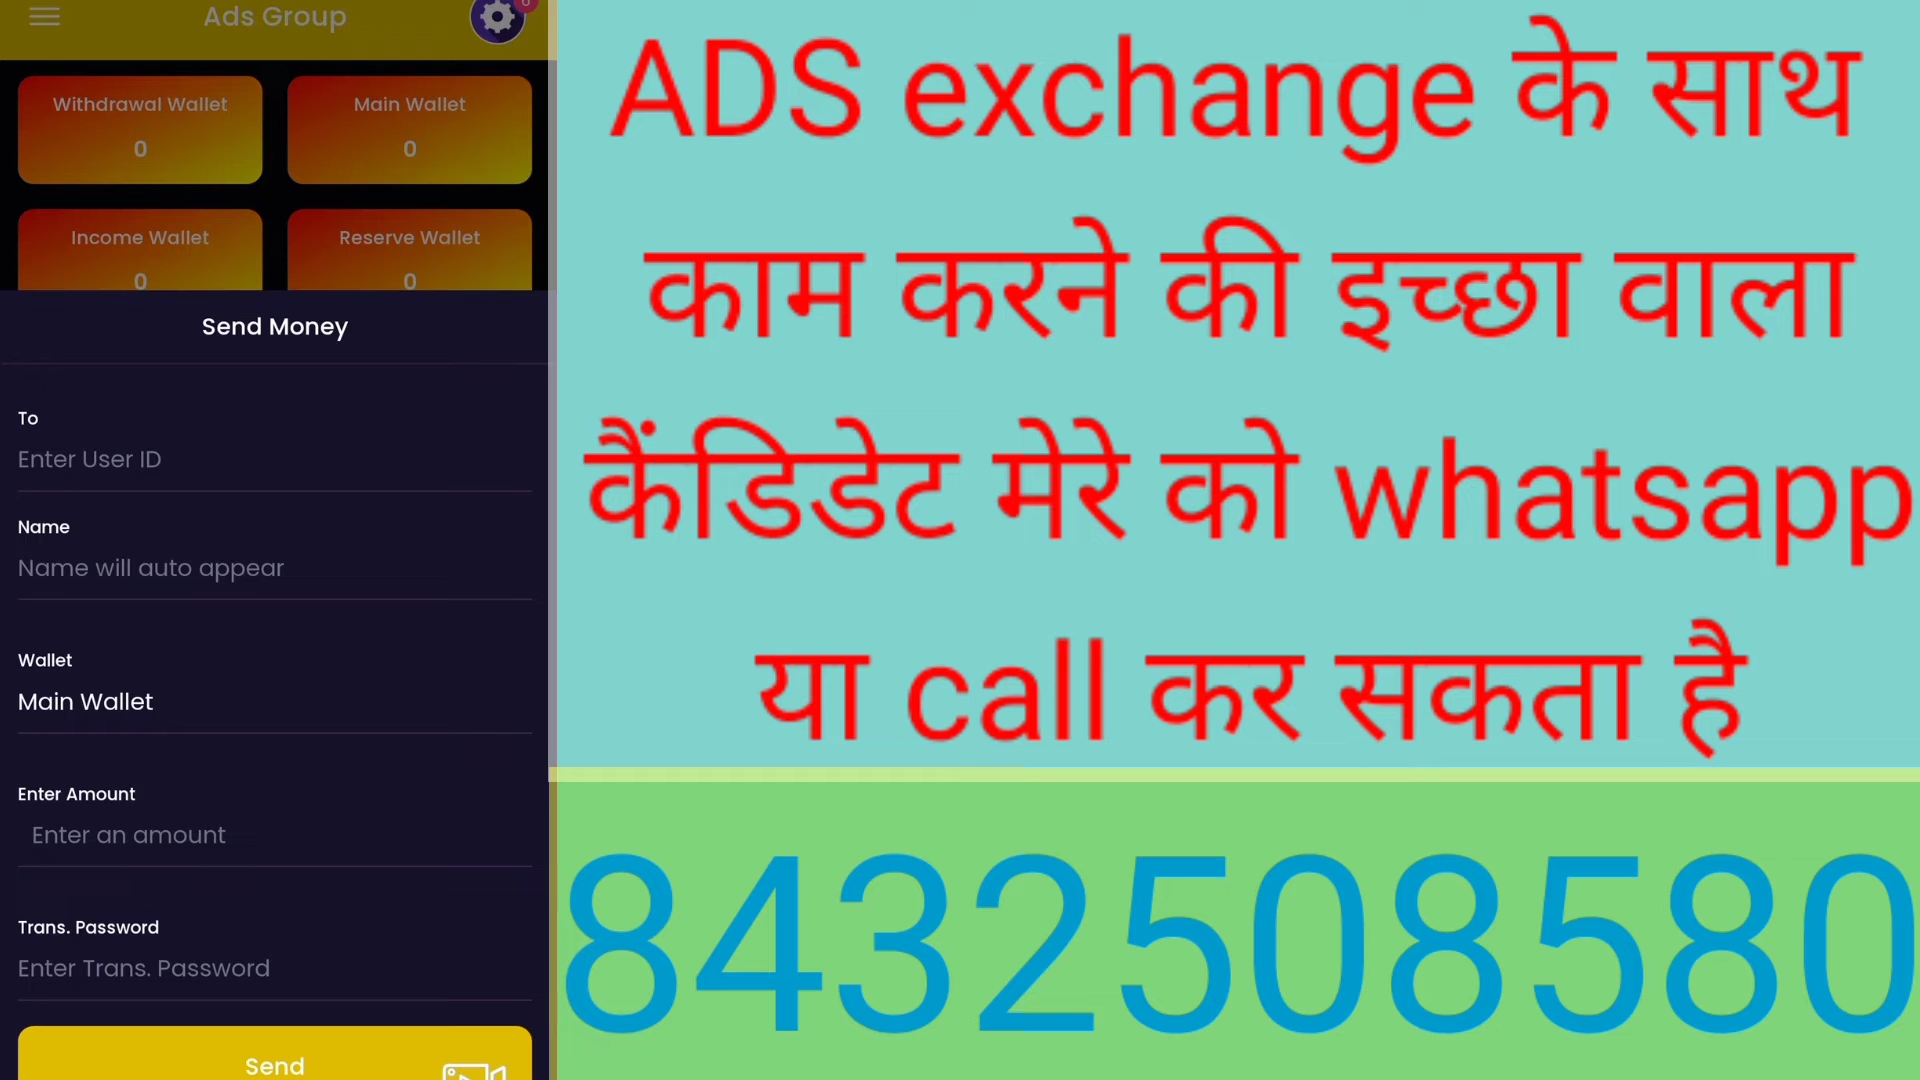 Ads Group
6
Withdrawal Wallet
0
Main Wallet
0
Income Wallet
0
Reserve Wallet
0
Send Money
To
Enter User ID
Name
Name will auto appear
Wallet
Main Wallet
Enter Amount
Enter an amount
Trans. Password
Enter Trans. Password
Send
ADS exchange के साथ
काम करने की इच्छा वाला
कैंडिडेट मेरे को whatsapp
या call कर सकता है
8432508580